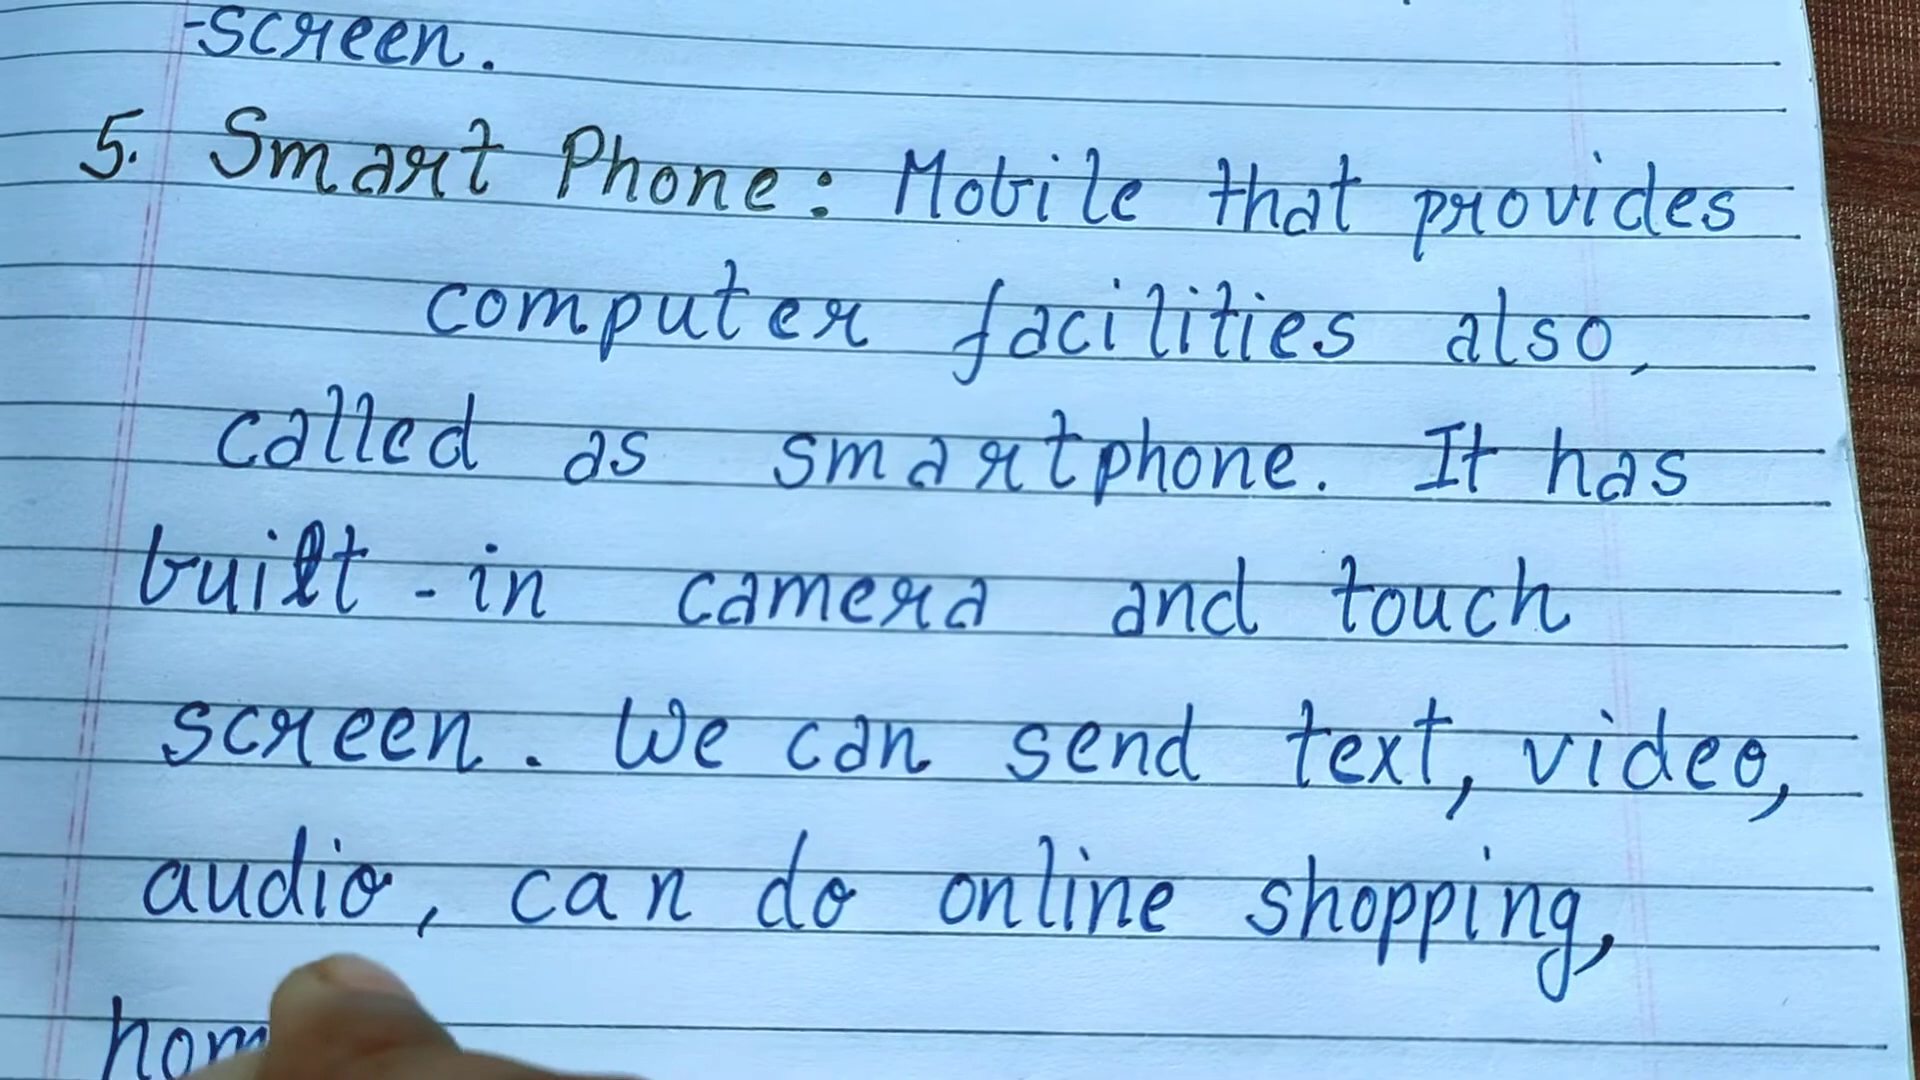 -screen.
5. Smart Phone: Mobile that provides
computer facilities also,
called as smartphone. It has
built-in camera and touch
screen. We can send text, video,
audio, can do online shopping,